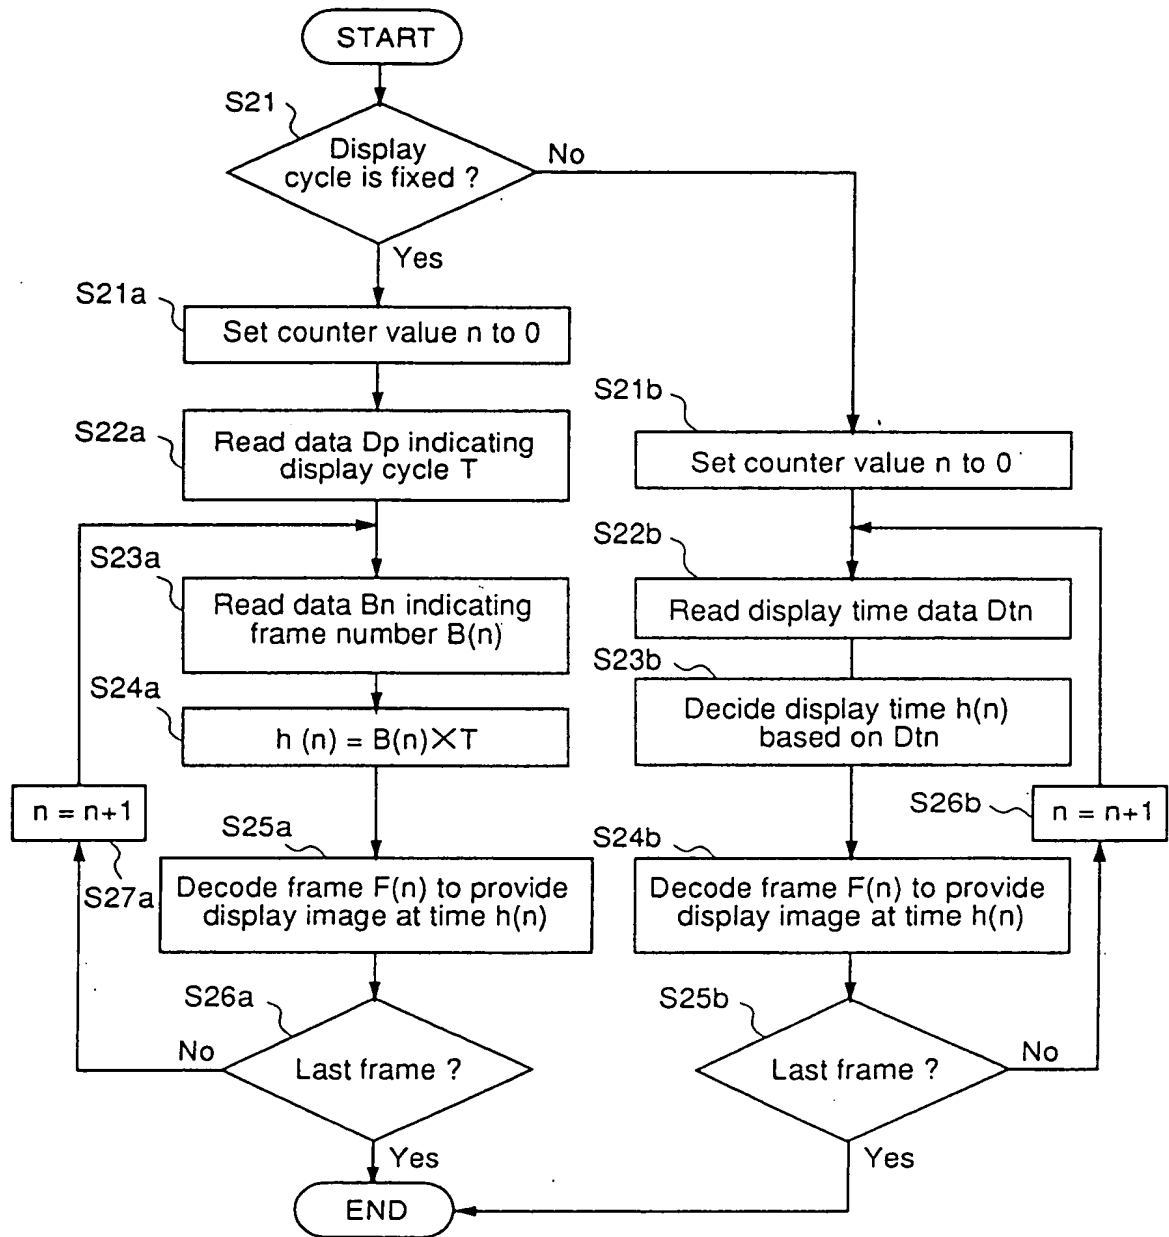 START
S21
Display
cycle is fixed ?
No
Yes
S21a
Set counter value n to 0
S22a
Read data Dp indicating
display cycle T
S23a
Read data Bn indicating
frame number B(n)
S24a
h (n) = B(n)×T
n = n+1
S27a
S25a
Decode frame F(n) to provide
display image at time h(n)
S26a
Last frame ?
No
Yes
END
S21b
Set counter value n to 0
S22b
Read display time data Dtn
S23b
Decide display time h(n)
based on Dtn
S26b
n = n+1
S24b
Decode frame F(n) to provide
display image at time h(n)
S25b
Last frame ?
No
Yes